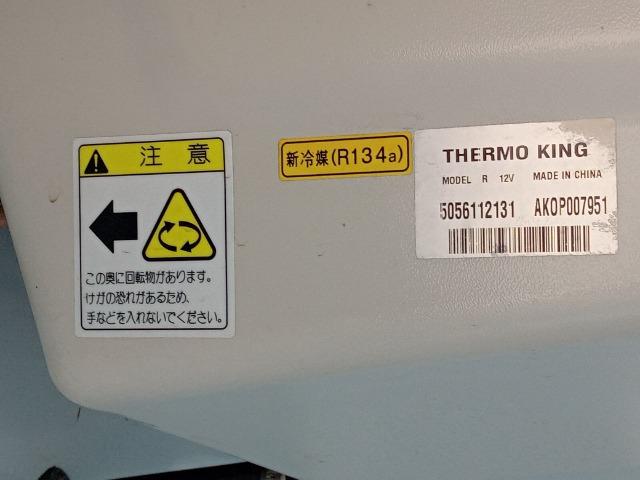 注意
この奥に回転物があります。
けがの恐れがあるため、
手などを入れないでください。
新冷媒(R134a)
THERMO KING
MODEL R 12V MADE IN CHINA
5056112131 AKOP007951